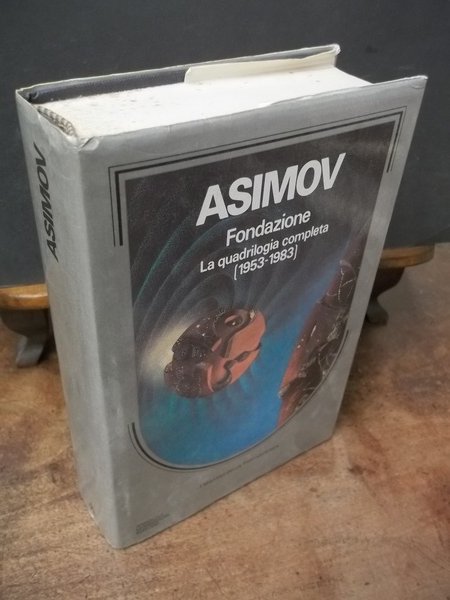 ASIMOV
ASIMOV
Fondazione
La quadrilogia completa
(1953-1983)